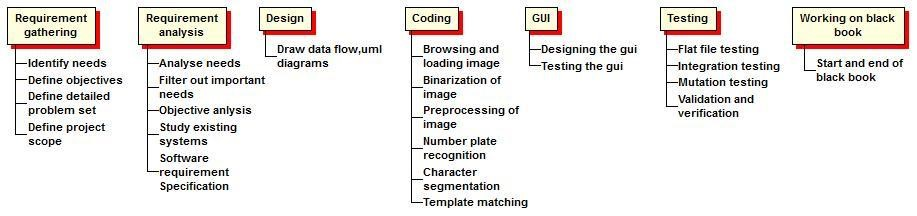 Requirement
gathering
Identify needs
Define objectives
Define detailed
problem set
Define project
scope
Requirement
analysis
Analyse needs
Filter out important
needs
Objective anlysis
Study existing
systems
Software
requirement
Specification
Design
Draw data flow,uml
diagrams
Coding
Browsing and
loading image
Binarization of
image
Preprocessing of
image
Number plate
recognition
Character
segmentation
Template matching
GUI
Designing the gui
Testing the gui
Testing
Flat file testing
Integration testing
Mutation testing
Validation and
verification
Working on black
book
Start and end of
black book